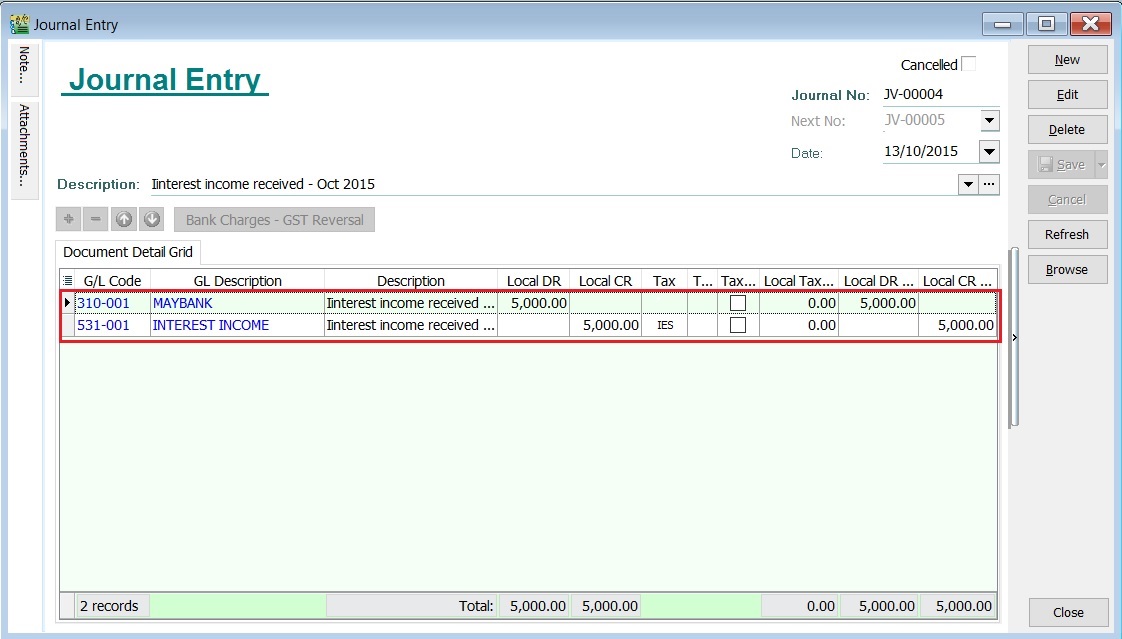 Journal Entry
Note...
Attachments...
Journal Entry
Cancelled
Journal No: JV-00004
Next No: JV-00005
Date: 13/10/2015
Description: Iinterest income received - Oct 2015
Bank Charges - GST Reversal
Document Detail Grid
G/L Code GL Description Description Local DR Local CR Tax T... Tax... Local Tax... Local DR ... Local CR ...
310-001 MAYBANK Iinterest income received ... 5,000.00 0.00 5,000.00
531-001 INTEREST INCOME Iinterest income received ... 5,000.00 IES 0.00 5,000.00
2 records Total: 5,000.00 5,000.00 0.00 5,000.00 5,000.00
New
Edit
Delete
Save
Cancel
Refresh
Browse
Close